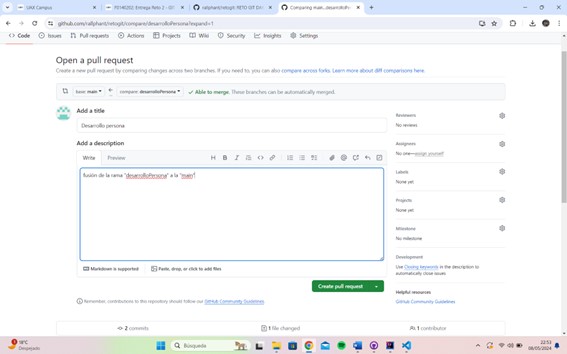 UAX Campus
FE140202: Entrega Reto 2 - GIT
railphant/retogit: RETO GIT Dr
Comparing main...desarrolloPerso
github.com/railphant/retogit/compare/desarrolloPersona?expand=1
Code
Issues
Pull requests
Actions
Projects
Wiki
Security
Insights
Settings
Open a pull request
Create a new pull request by comparing changes across two branches. If you need to, you can also compare across forks. Learn more about diff comparisons here.
base: main
compare: desarrolloPersona
Able to merge. These branches can be automatically merged.
Add a title
Desarrollo persona
Add a description
Write
Preview
fusión de la rama "desarrolloPersona" a la "main"
Markdown is supported
Paste, drop, or click to add files
Create pull request
Remember, contributions to this repository should follow our GitHub Community Guidelines.
Reviewers
No reviews
Assignees
No one—assign yourself
Labels
None yet
Projects
None yet
Milestone
No milestone
Development
Use Closing keywords in the description to automatically close issues
Helpful resources
GitHub Community Guidelines
2 commits
1 file changed
1 contributor
18°C
Despejado
Búsqueda
22:53
08/05/2024